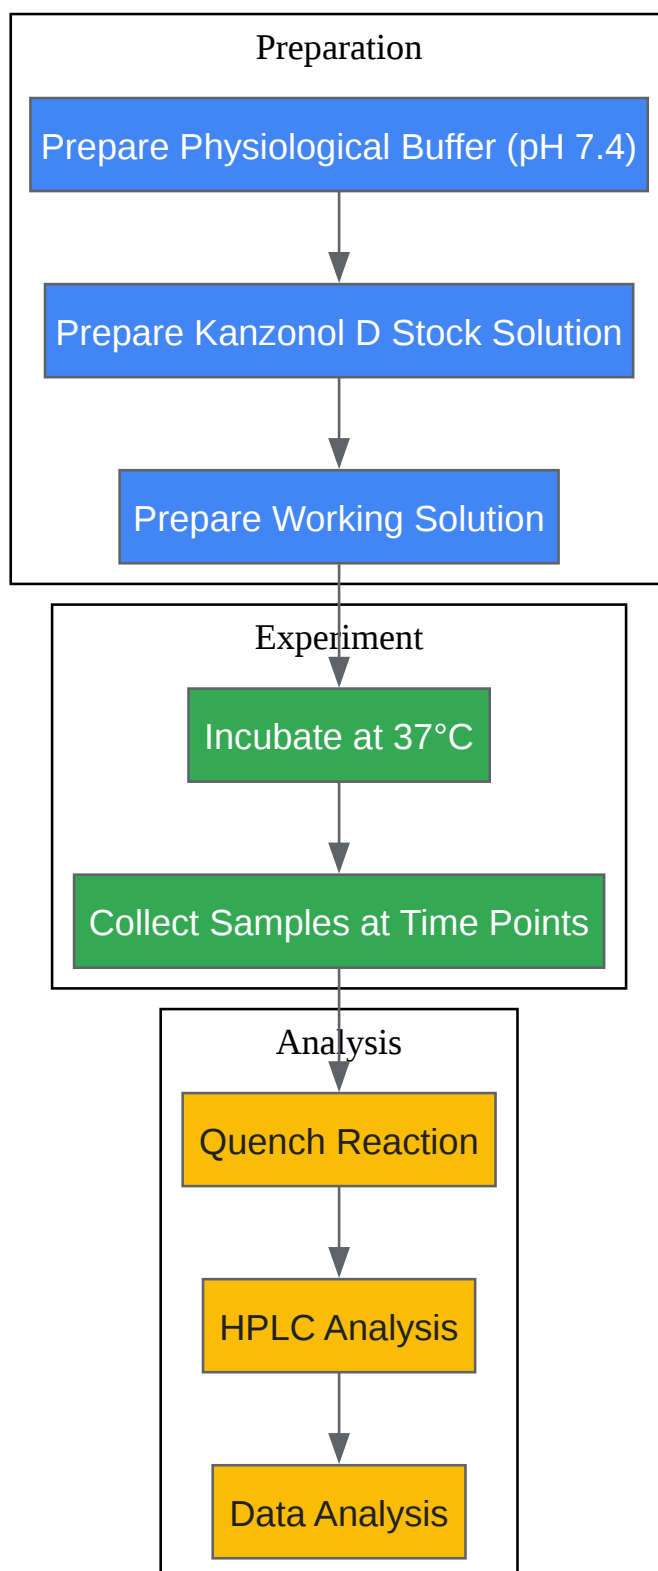 Preparation
Prepare Physiological Buffer (pH 7.4)
Prepare Kanzonol D Stock Solution
Prepare Working Solution
Experiment
Incubate at 37°C
Collect Samples at Time Points
Analysis
Quench Reaction
HPLC Analysis
Data Analysis